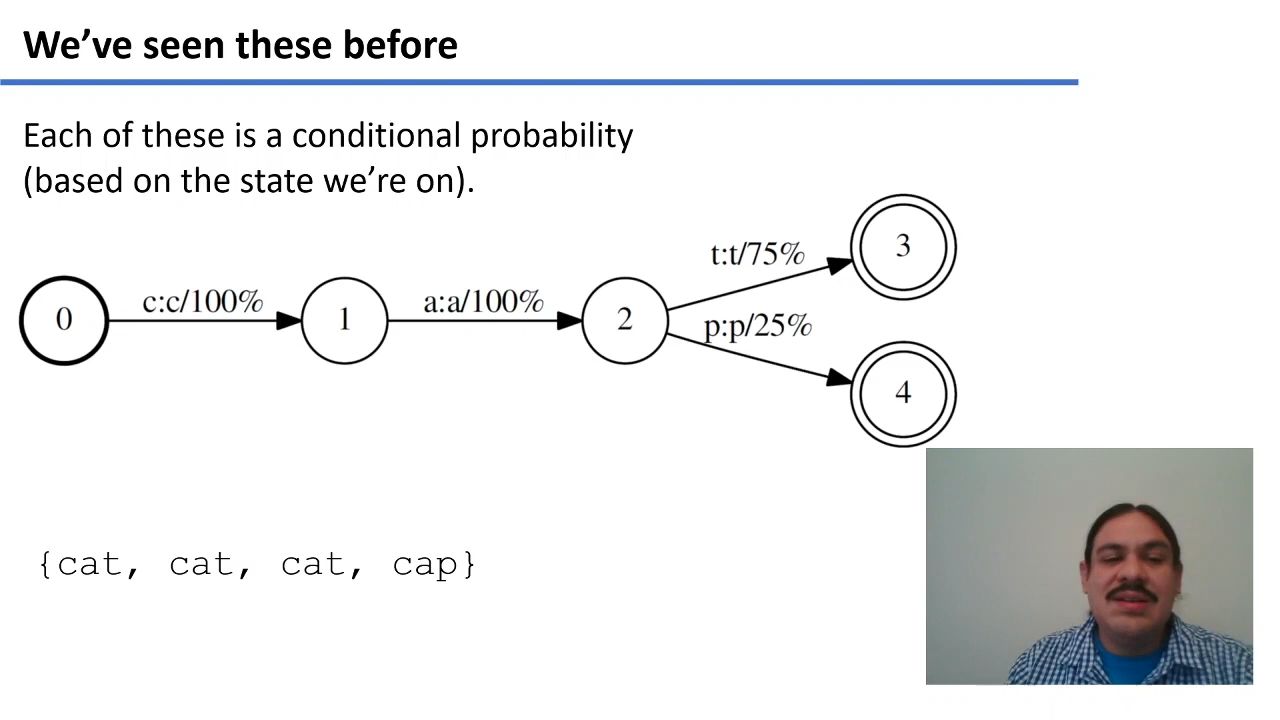 We’ve seen these before
Each of these is a conditional probability
(based on the state we’re on).
0
c:c/100%
1
a:a/100%
2
t:t/75%
3
p:p/25%
4
{cat, cat, cat, cap}